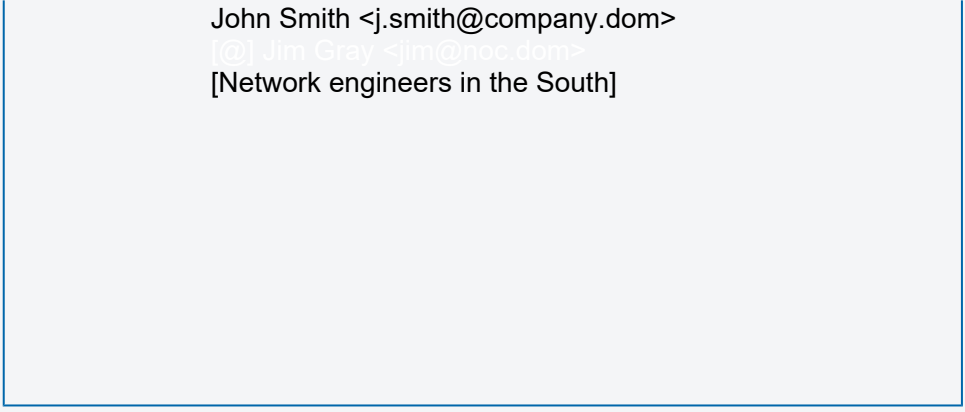 John Smith <j.smith@company.dom>
[@] Jim Gray <jim@noc.dom>
[Network engineers in the South]